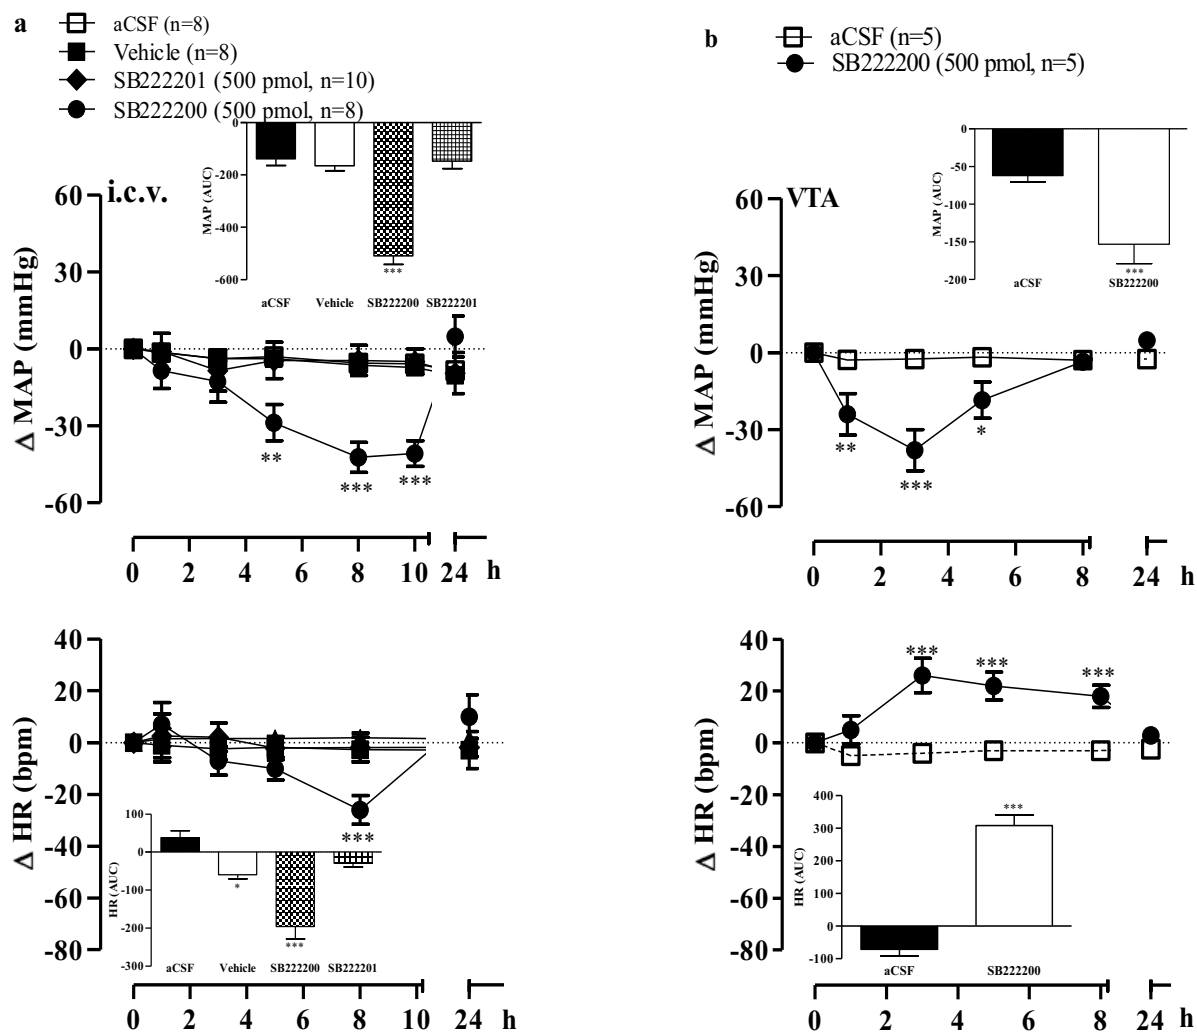 a
aCSF (n=8)
Vehicle (n=8)
SB222201 (500 pmol, n=10)
SB222200 (500 pmol, n=8)
i.c.v.
Δ MAP (mmHg)
60
30
0
-30
-60
** *** ***
0 2 4 6 8 10 24 h
MAP (AUC)
0
-200
-400
-600
***
aCSF Vehicle SB222200 SB222201
b
aCSF (n=5)
SB222200 (500 pmol, n=5)
VTA
Δ MAP (mmHg)
60
30
0
-30
-60
** *** *
0 2 4 6 8 24 h
MAP (AUC)
0
-50
-100
-150
-200
***
aCSF SB222200
Δ HR (bpm)
40
20
0
-20
-40
-60
-80
***
0 2 4 6 8 10 24 h
HR (AUC)
100
0
-100
-200
-300
* ***
aCSF Vehicle SB222200 SB222201
Δ HR (bpm)
40
20
0
-20
-40
-60
-80
*** *** ***
0 2 4 6 8 24 h
HR (AUC)
400
300
200
100
0
-100
***
aCSF SB222200